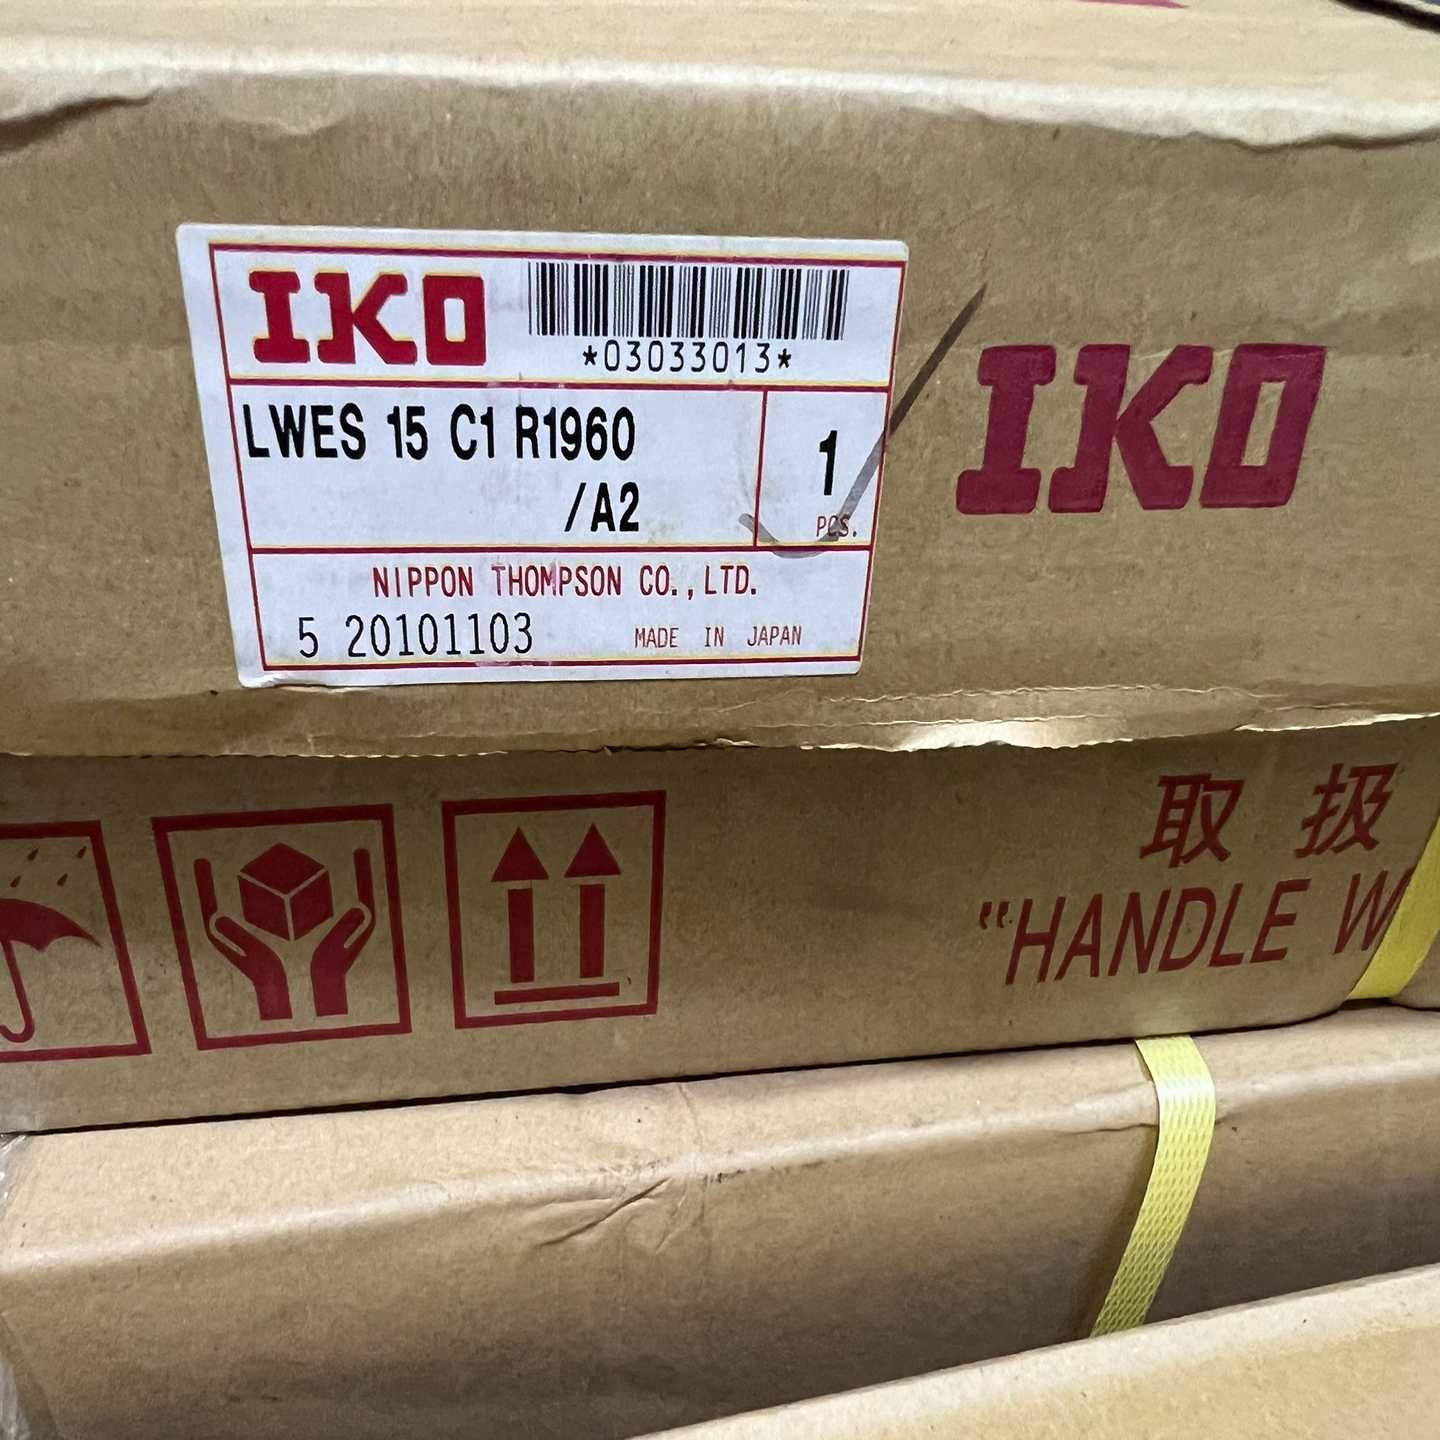 IKO
*03033013*
LWES 15 C1 R1960
/A2
1
PCS.
NIPPON THOMPSON CO.,LTD.
5 20101103
MADE IN JAPAN
IKO
取 扱
"HANDLE